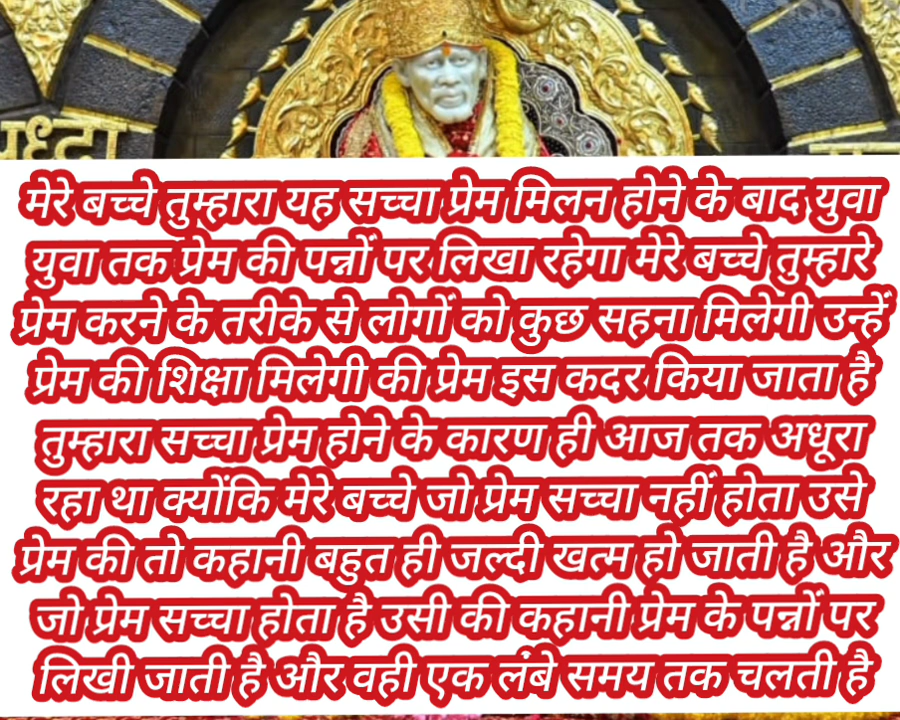 मेरे बच्चे तुम्हारा यह सच्चा प्रेम मिलन होने के बाद युवा
युवा तक प्रेम की पन्नों पर लिखा रहेगा मेरे बच्चे तुम्हारे
प्रेम करने के तरीके से लोगों को कुछ सहना मिलेगी उन्हें
प्रेम की शिक्षा मिलेगी की प्रेम इस कदर किया जाता है
तुम्हारा सच्चा प्रेम होने के कारण ही आज तक अधूरा
रहा था क्योंकि मेरे बच्चे जो प्रेम सच्चा नहीं होता उसे
प्रेम की तो कहानी बहुत ही जल्दी खत्म हो जाती है और
जो प्रेम सच्चा होता है उसी की कहानी प्रेम के पन्नों पर
लिखी जाती है और वही एक लंबे समय तक चलती है